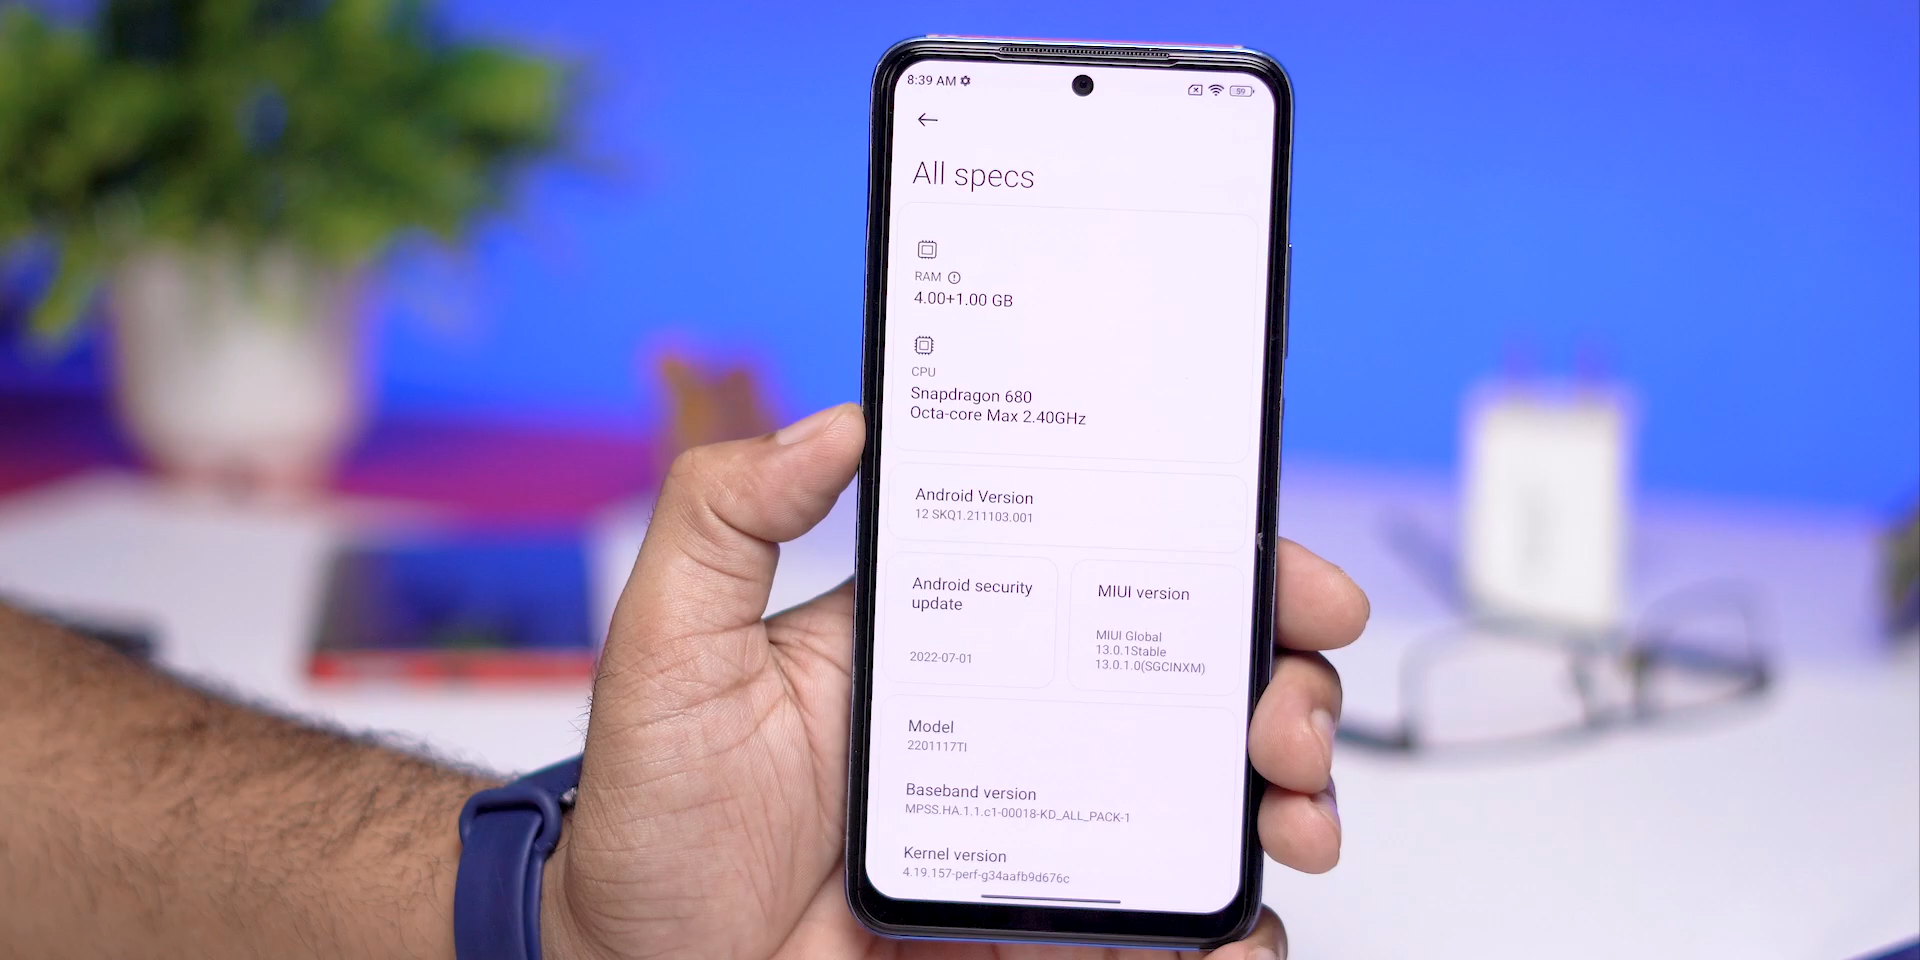 8:39 AM
59
All specs
RAM
4.00+1.00 GB
CPU
Snapdragon 680
Octa-core Max 2.40GHz
Android Version
12 SKQ1.211103.001
Android security
update
2022-07-01
MIUI version
MIUI Global
13.0.1Stable
13.0.1.0(SGCINXM)
Model
2201117TI
Baseband version
MPSS.HA.1.1.c1-00018-KD_ALL_PACK-1
Kernel version
4.19.157-perf-g34aafb9d676c